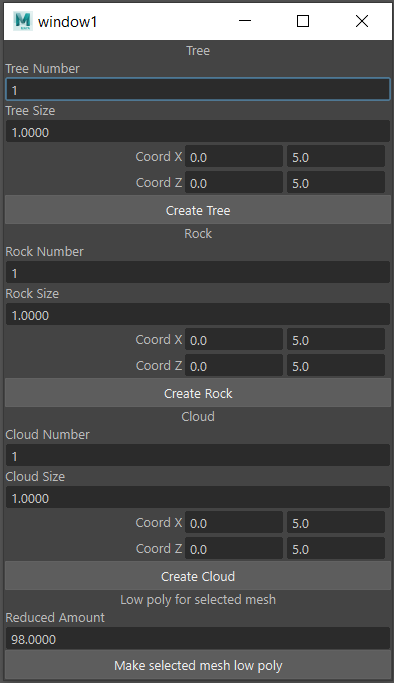 window1
Tree
Tree Number
1
Tree Size
1.0000
Coord X 0.0 5.0
Coord Z 0.0 5.0
Create Tree
Rock
Rock Number
1
Rock Size
1.0000
Coord X 0.0 5.0
Coord Z 0.0 5.0
Create Rock
Cloud
Cloud Number
1
Cloud Size
1.0000
Coord X 0.0 5.0
Coord Z 0.0 5.0
Create Cloud
Low poly for selected mesh
Reduced Amount
98.0000
Make selected mesh low poly